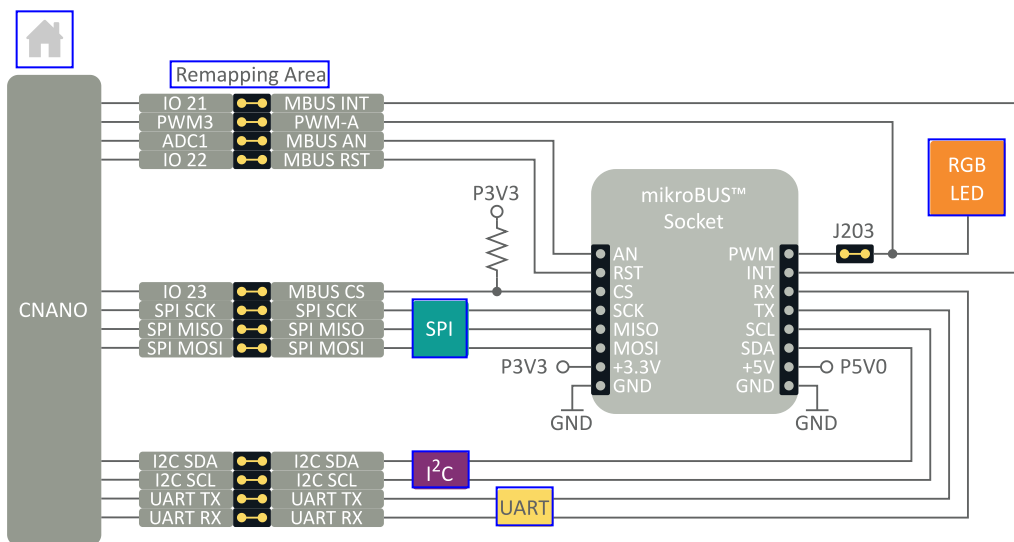 Remapping Area
IO 21 MBUS INT
PWM3 PWM-A
ADC1 MBUS AN
IO 22 MBUS RST
RGB
LED
mikroBUS™
Socket
P3V3
J203
AN PWM
RST INT
IO 23 MBUS CS CS RX
CNANO SPI SCK SPI SCK SCK TX
SPI MISO SPI MISO SPI MISO SCL
SPI MOSI SPI MOSI MOSI SDA
P3V3 +3.3V +5V P5V0
GND GND
GND GND
I2C SDA I2C SDA
I2C SCL I2C SCL I²C
UART TX UART TX
UART RX UART RX UART